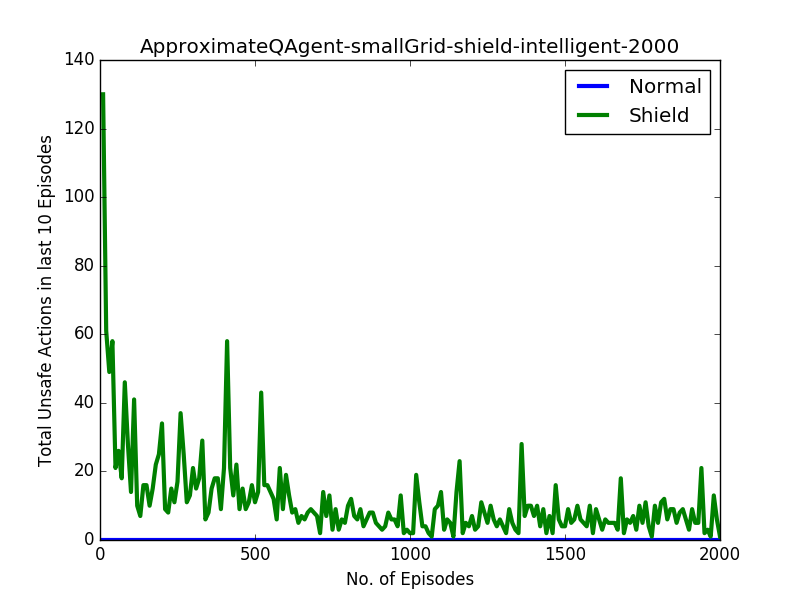 ApproximateQAgent-smallGrid-shield-intelligent-2000
Normal
Shield
Total Unsafe Actions in last 10 Episodes
140
120
100
80
60
40
20
0
0 500 1000 1500 2000
No. of Episodes